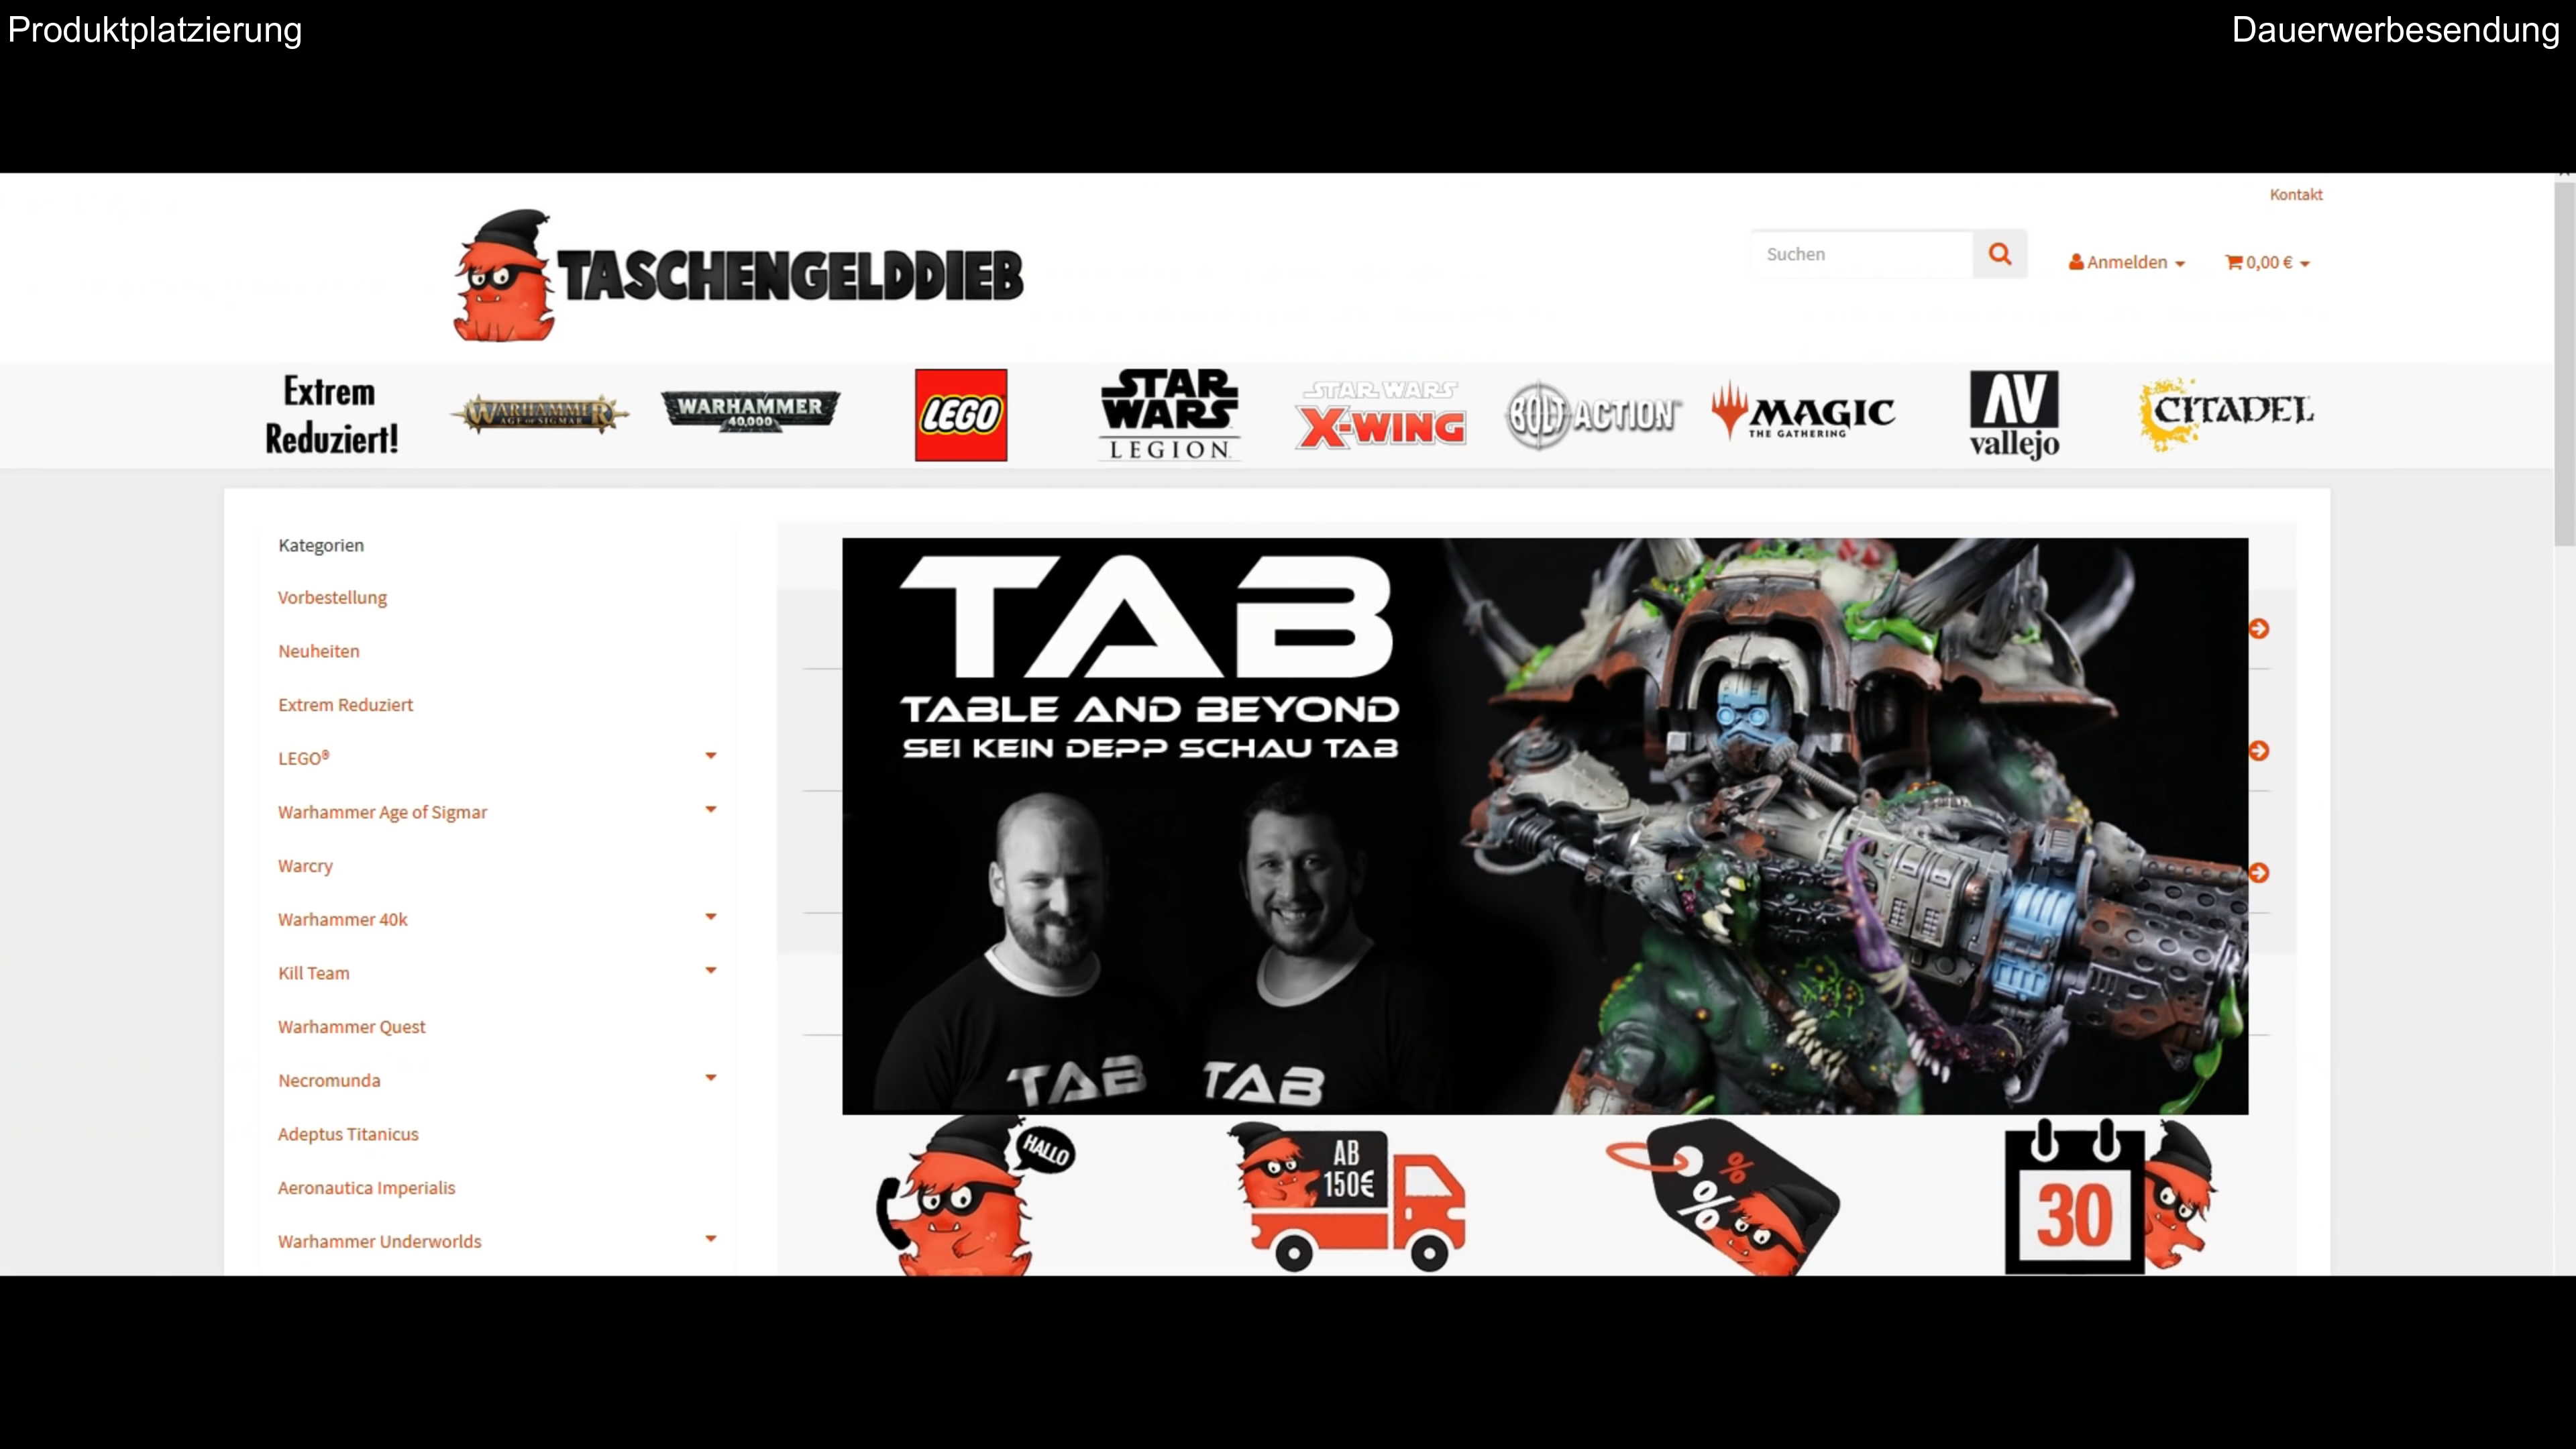 Produktplatzierung
Dauerwerbesendung
Kontakt
TASCHENGELDDIEB
Suchen
Anmelden
0,00 €
Extrem
Reduziert!
WARHAMMER
AGE OF SIGMAR
WARHAMMER
40,000
LEGO
STAR
WARS
LEGION
STAR WARS
X-WING
BOLT ACTION
MAGIC
THE GATHERING
AV
vallejo
CITADEL
Kategorien
Vorbestellung
Neuheiten
Extrem Reduziert
LEGO®
Warhammer Age of Sigmar
Warcry
Warhammer 40k
Kill Team
Warhammer Quest
Necromunda
Adeptus Titanicus
Aeronautica Imperialis
Warhammer Underworlds
TAB
TABLE AND BEYOND
SEI KEIN DEPP SCHAU TAB
TAB
TAB
HALLO
AB
150€
%
%
30